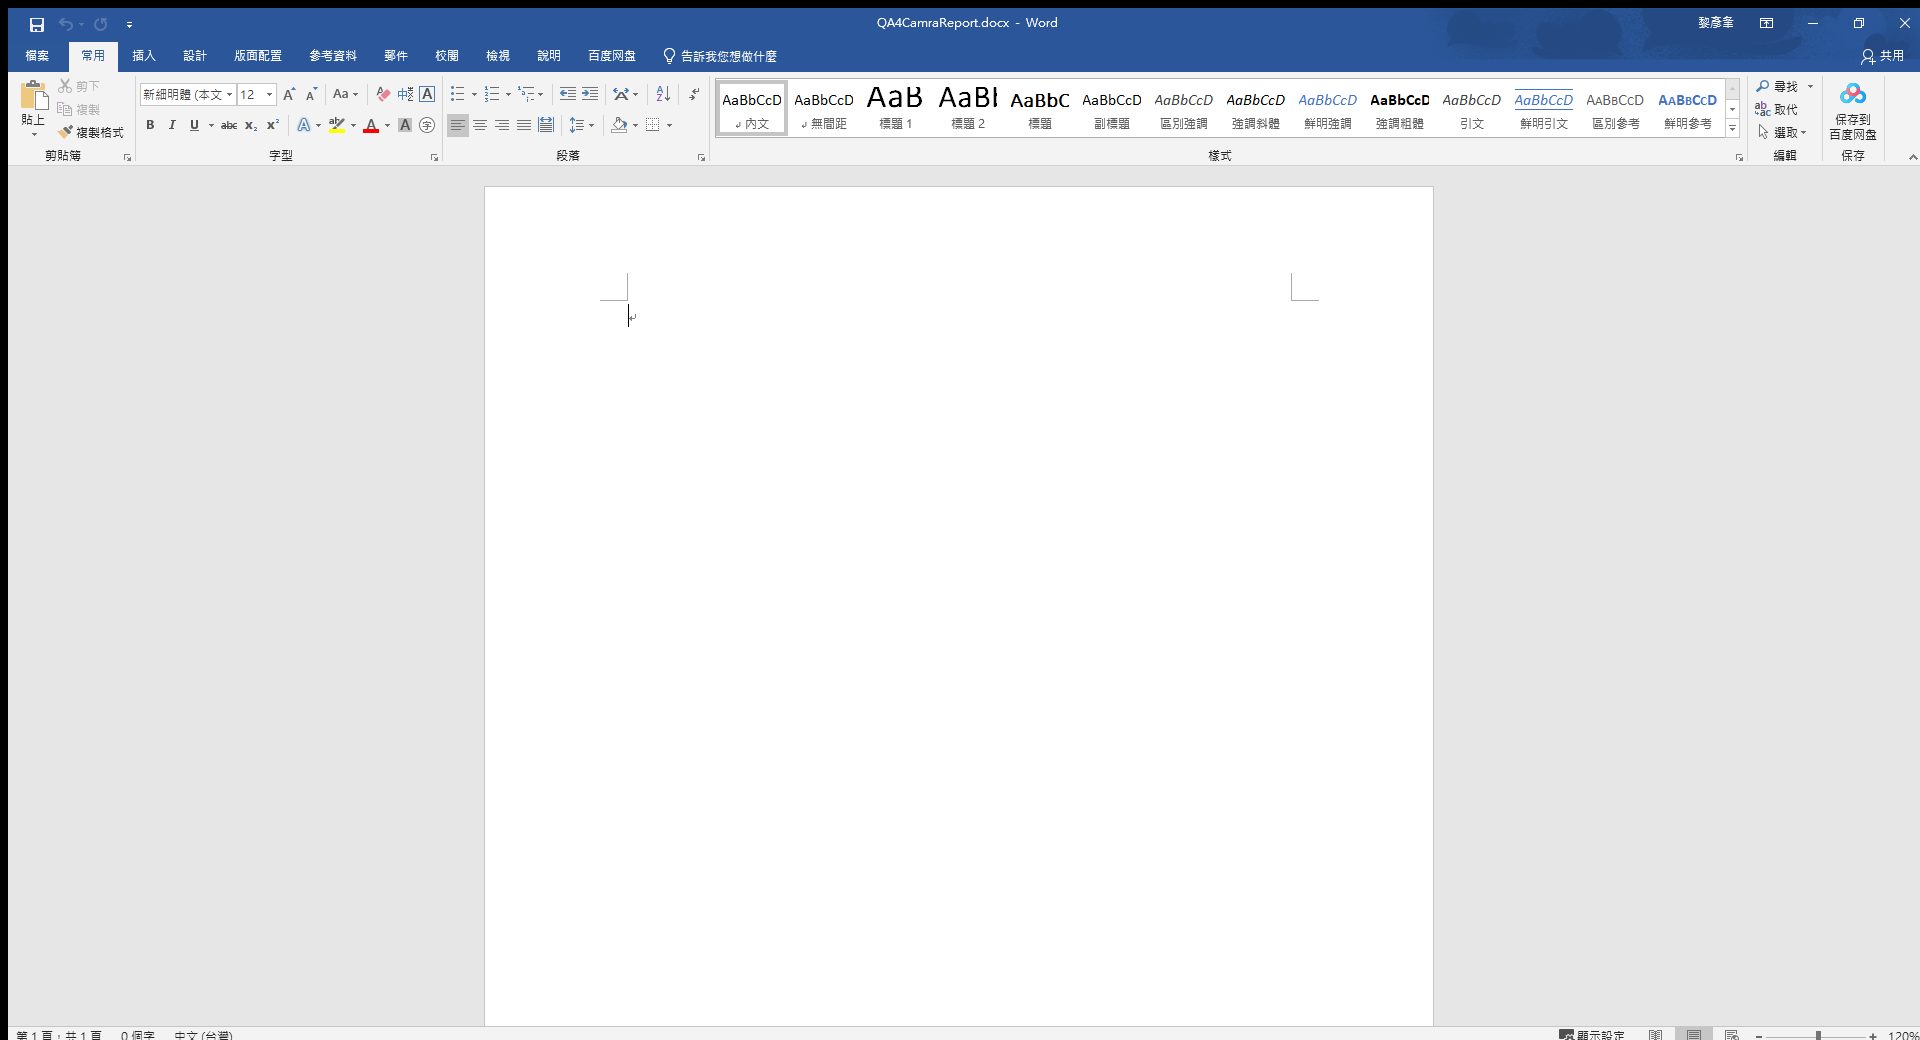 QA4CamraReport.docx - Word
黎彥夆
檔案 常用 插入 設計 版面配置 參考資料 郵件 校閱 檢視 說明 百度网盘 告訴我您想做什麼 共用
貼上
剪下
複製
複製格式
剪貼簿
新細明體 (本文 12
Aa
B I U abc x₂ x²
字型
段落
AaBbCcD AaBbCcD AaB AaBl AaBbC AaBbCcD AaBbCcD AaBbCcD AaBbCcD AaBbCcD AaBbCcD AaBbCcD AaBbCcD AaBbCcD
內文 無間距 標題 1 標題 2 標題 副標題 區別強調 強調斜體 鮮明強調 強調粗體 引文 鮮明引文 區別參考 鮮明參考
樣式
尋找
取代
選取
編輯
保存到
百度网盘
保存
第 1 頁，共 1 頁 0 個字 中文 (台灣) 顯示設定 120%